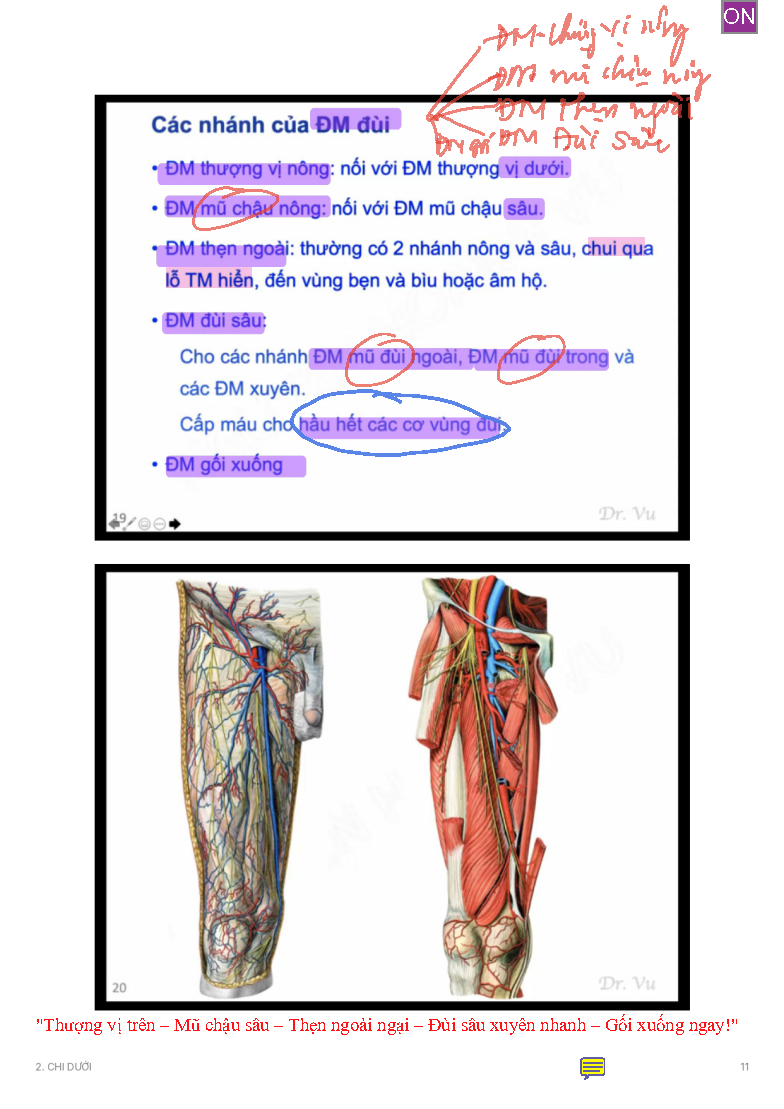 ON
ĐM thượng vị nông
ĐM mũ chậu nông
ĐM Thẹn ngoài
ĐM Đùi sâu
ĐM gối
Các nhánh của ĐM đùi
• ĐM thượng vị nông: nối với ĐM thượng vị dưới.
• ĐM mũ chậu nông: nối với ĐM mũ chậu sâu.
• ĐM thẹn ngoài: thường có 2 nhánh nông và sâu, chui qua
lỗ TM hiển, đến vùng bẹn và bìu hoặc âm hộ.
• ĐM đùi sâu:
Cho các nhánh ĐM mũ đùi ngoài, ĐM mũ đùi trong và
các ĐM xuyên.
Cấp máu cho hầu hết các cơ vùng đùi
• ĐM gối xuống
19
Dr. Vu
20
Dr. Vu
"Thượng vị trên – Mũ chậu sâu – Thẹn ngoài ngại – Đùi sâu xuyên nhanh – Gối xuống ngay!"
2. CHI DƯỚI
11